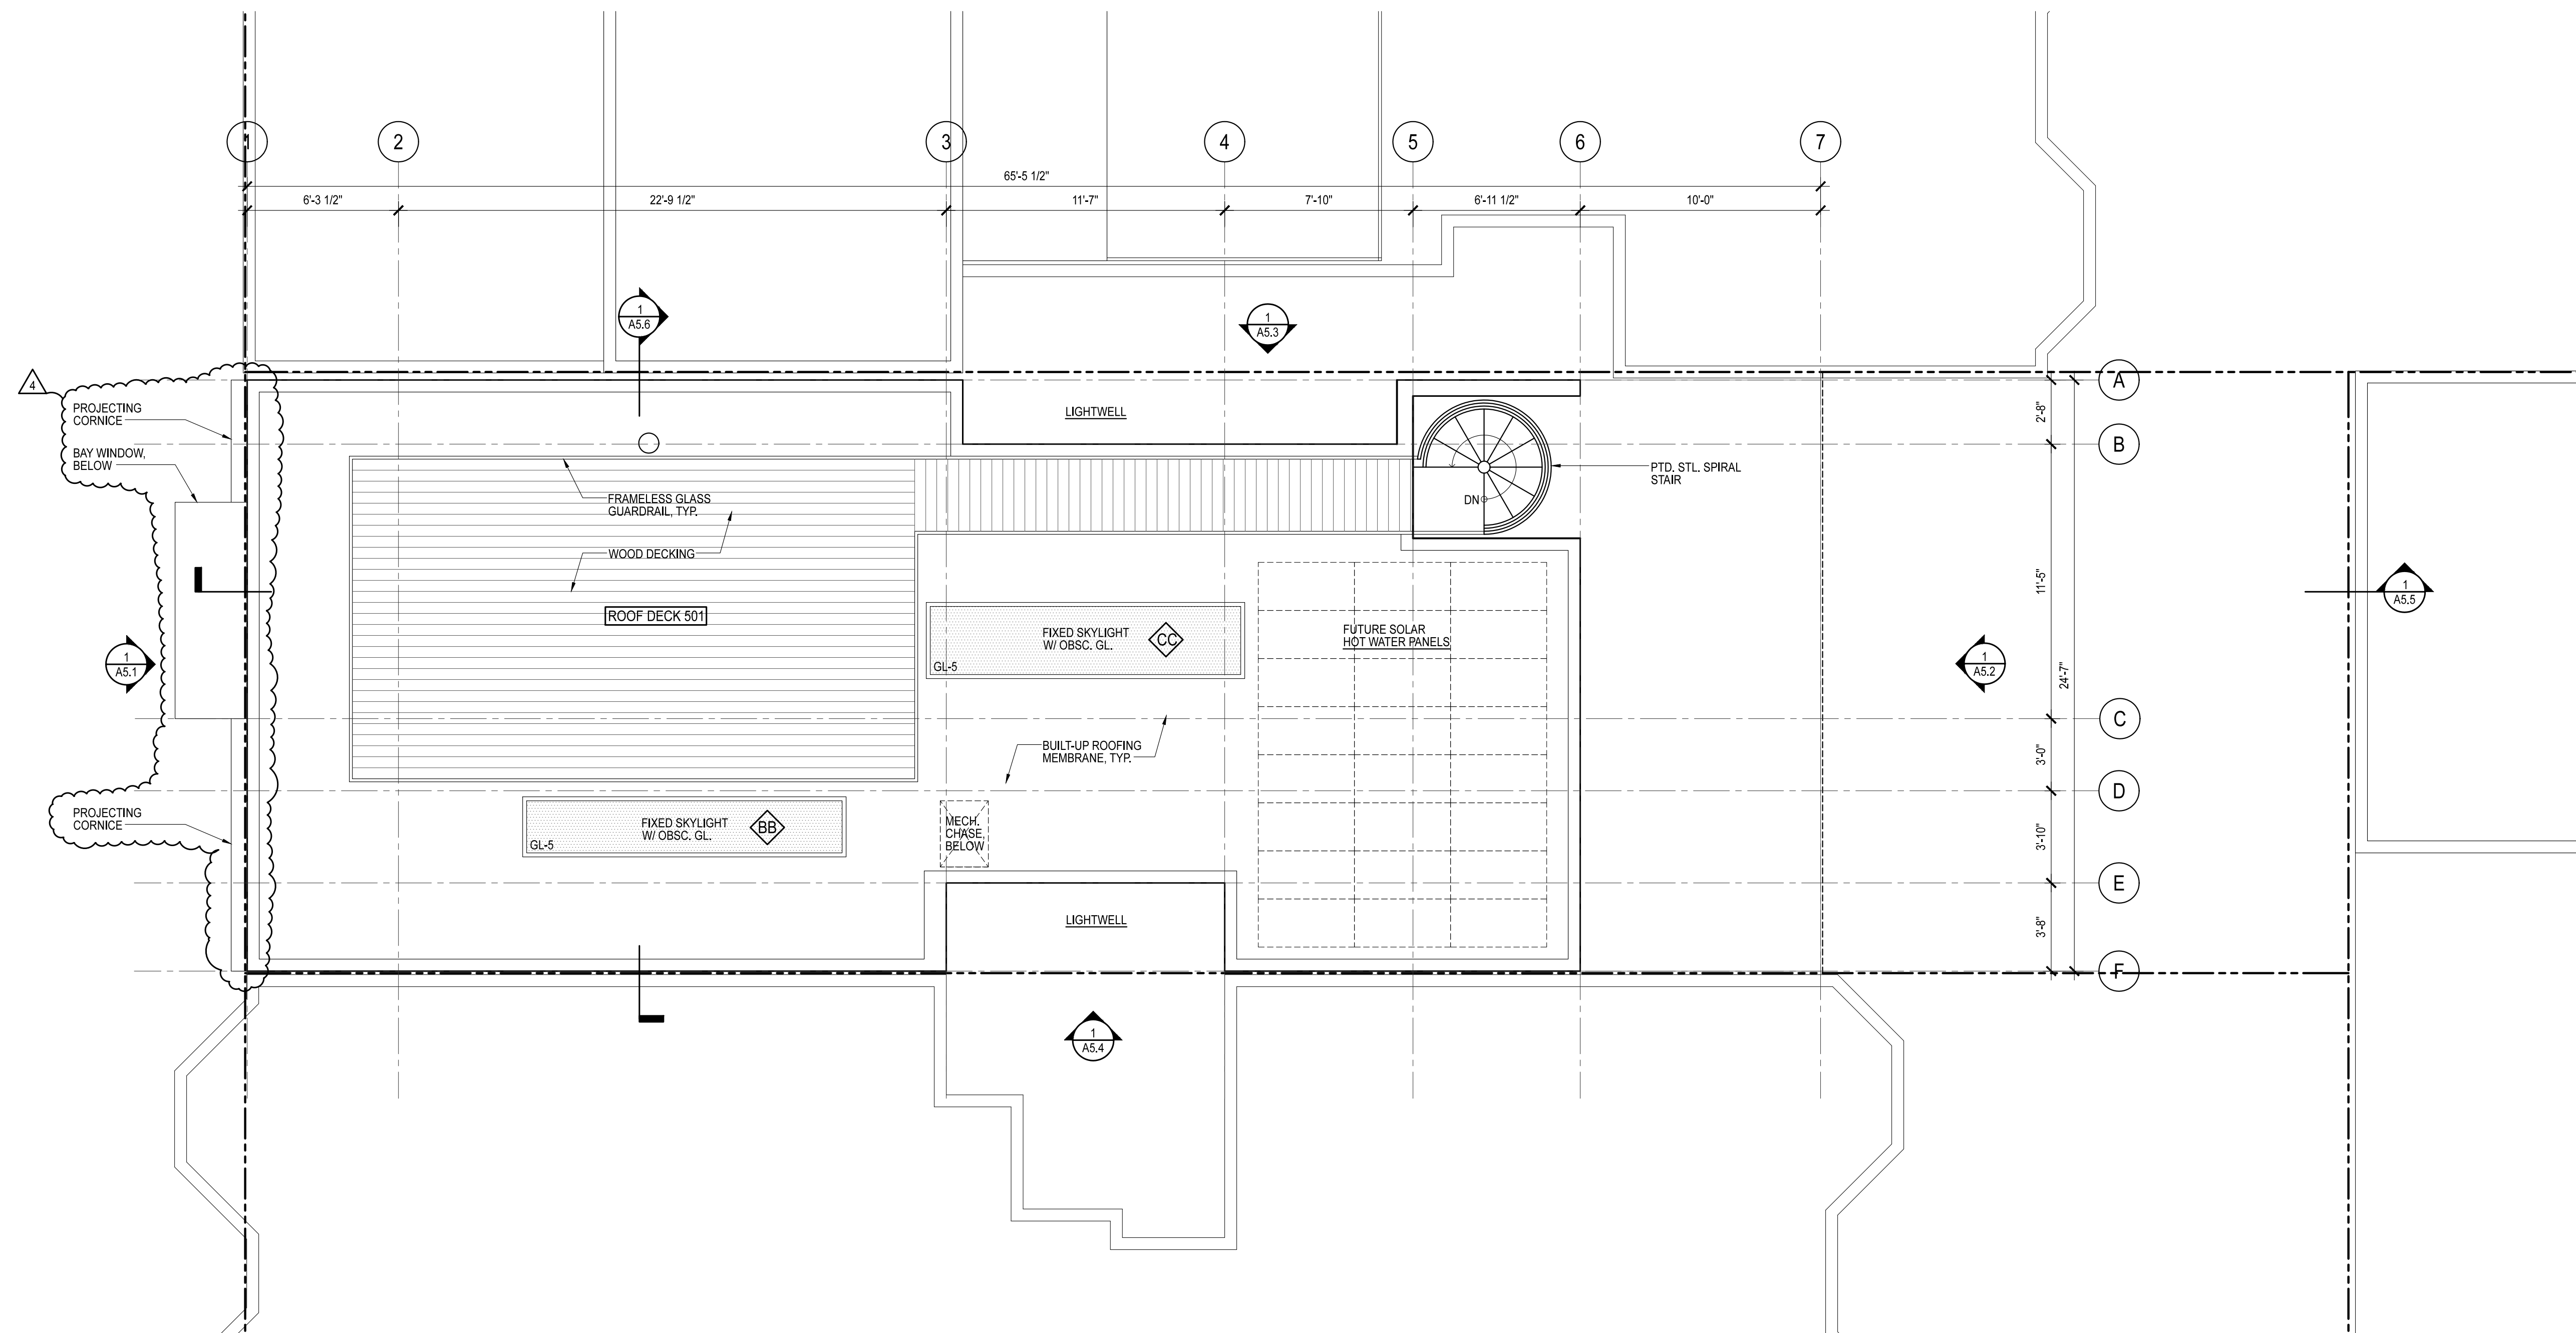 1
2
3
4
5
6
7
65'-5 1/2"
6'-3 1/2"
22'-9 1/2"
11'-7"
7'-10"
6'-11 1/2"
10'-0"
1
A5.6
1
A5.3
4
A
PROJECTING
CORNICE
LIGHTWELL
2'-8"
B
BAY WINDOW,
BELOW
PTD. STL. SPIRAL
STAIR
FRAMELESS GLASS
GUARDRAIL, TYP.
DN
WOOD DECKING
11'-5"
1
A5.5
ROOF DECK 501
FIXED SKYLIGHT
W/ OBSC. GL.
CC
GL-5
FUTURE SOLAR
HOT WATER PANELS
1
A5.1
1
A5.2
24'-7"
C
BUILT-UP ROOFING
MEMBRANE, TYP.
3'-0"
D
PROJECTING
CORNICE
FIXED SKYLIGHT
W/ OBSC. GL.
BB
GL-5
MECH.
CHASE,
BELOW
3'-10"
E
LIGHTWELL
3'-8"
F
1
A5.4